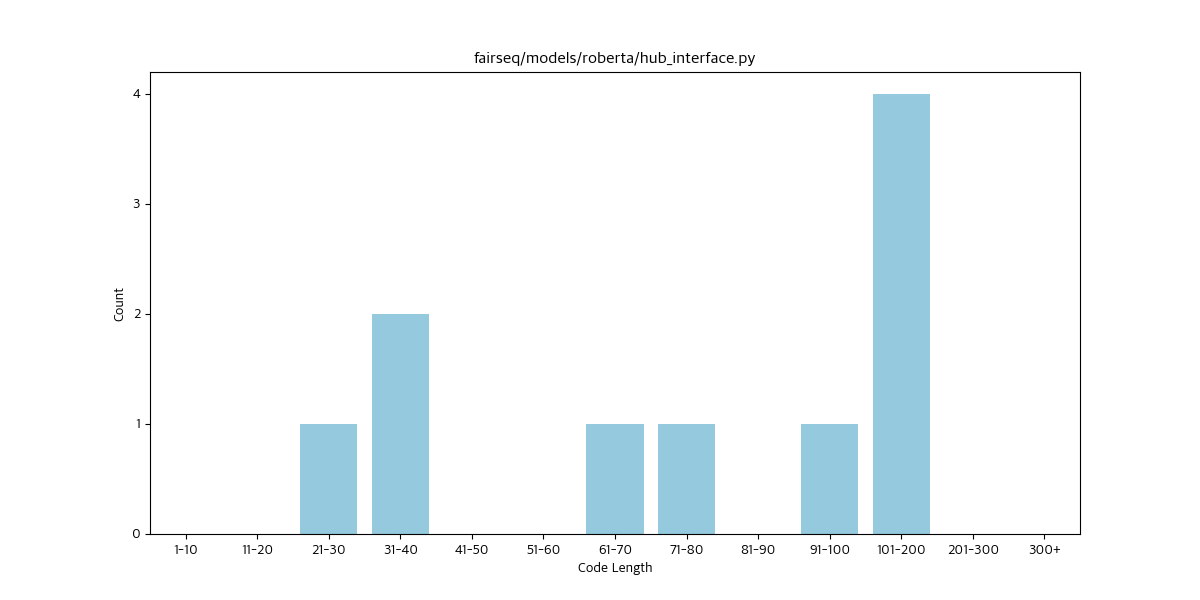 fairseq/models/roberta/hub_interface.py
4
3
2
1
0
Count
1-10 11-20 21-30 31-40 41-50 51-60 61-70 71-80 81-90 91-100 101-200 201-300 300+
Code Length